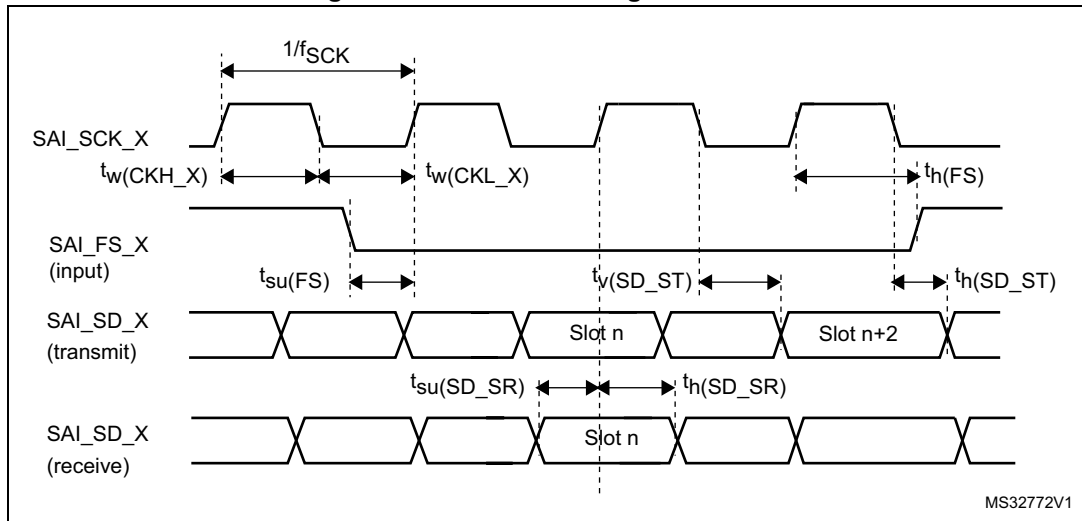 1/fSCK
SAI_SCK_X
tw(CKH_X)
tw(CKL_X)
th(FS)
SAI_FS_X
(input)
tsu(FS)
tv(SD_ST)
th(SD_ST)
SAI_SD_X
(transmit)
Slot n
Slot n+2
tsu(SD_SR)
th(SD_SR)
SAI_SD_X
(receive)
Slot n
MS32772V1